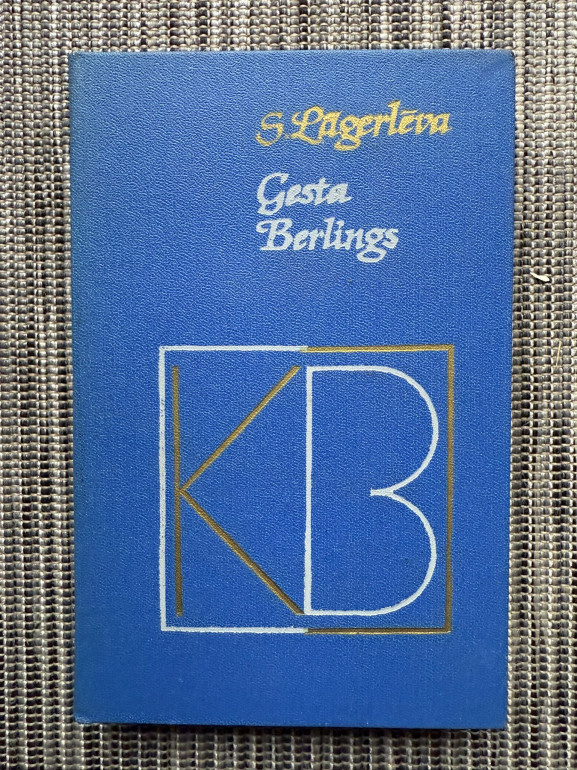 S. Lāgerlēva
Gesta
Berlings
KB